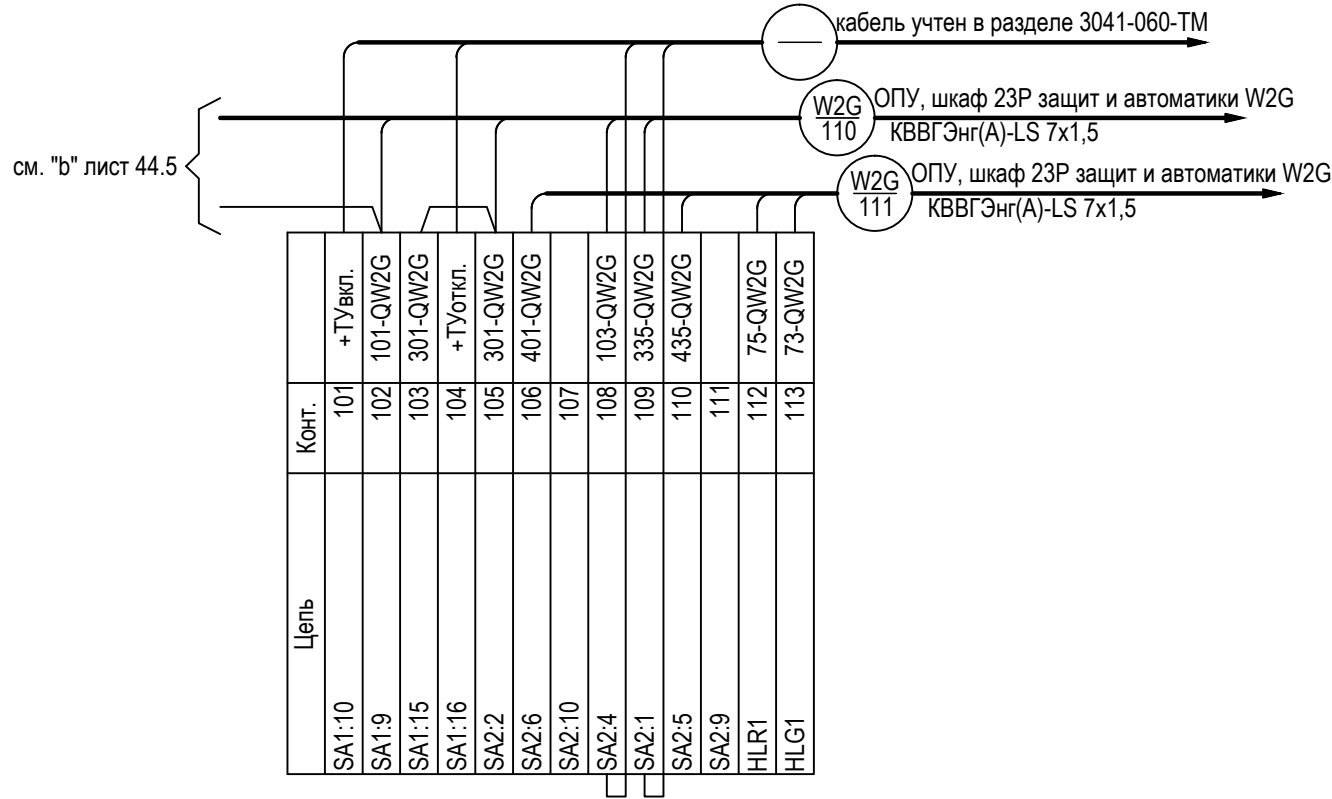 кабель учтен в разделе 3041-060-ТМ
W2G
110
ОПУ, шкаф 23Р защит и автоматики W2G
КВВГЭнг(А)-LS 7x1,5
см. "b" лист 44.5
W2G
111
ОПУ, шкаф 23Р защит и автоматики W2G
КВВГЭнг(А)-LS 7x1,5
+ТУвкл.
101-QW2G
301-QW2G
+ТУоткл.
301-QW2G
401-QW2G
103-QW2G
335-QW2G
435-QW2G
75-QW2G
73-QW2G
Конт.
101
102
103
104
105
106
107
108
109
110
111
112
113
Цепь
SA1:10
SA1:9
SA1:15
SA1:16
SA2:2
SA2:6
SA2:10
SA2:4
SA2:1
SA2:5
SA2:9
HLR1
HLG1